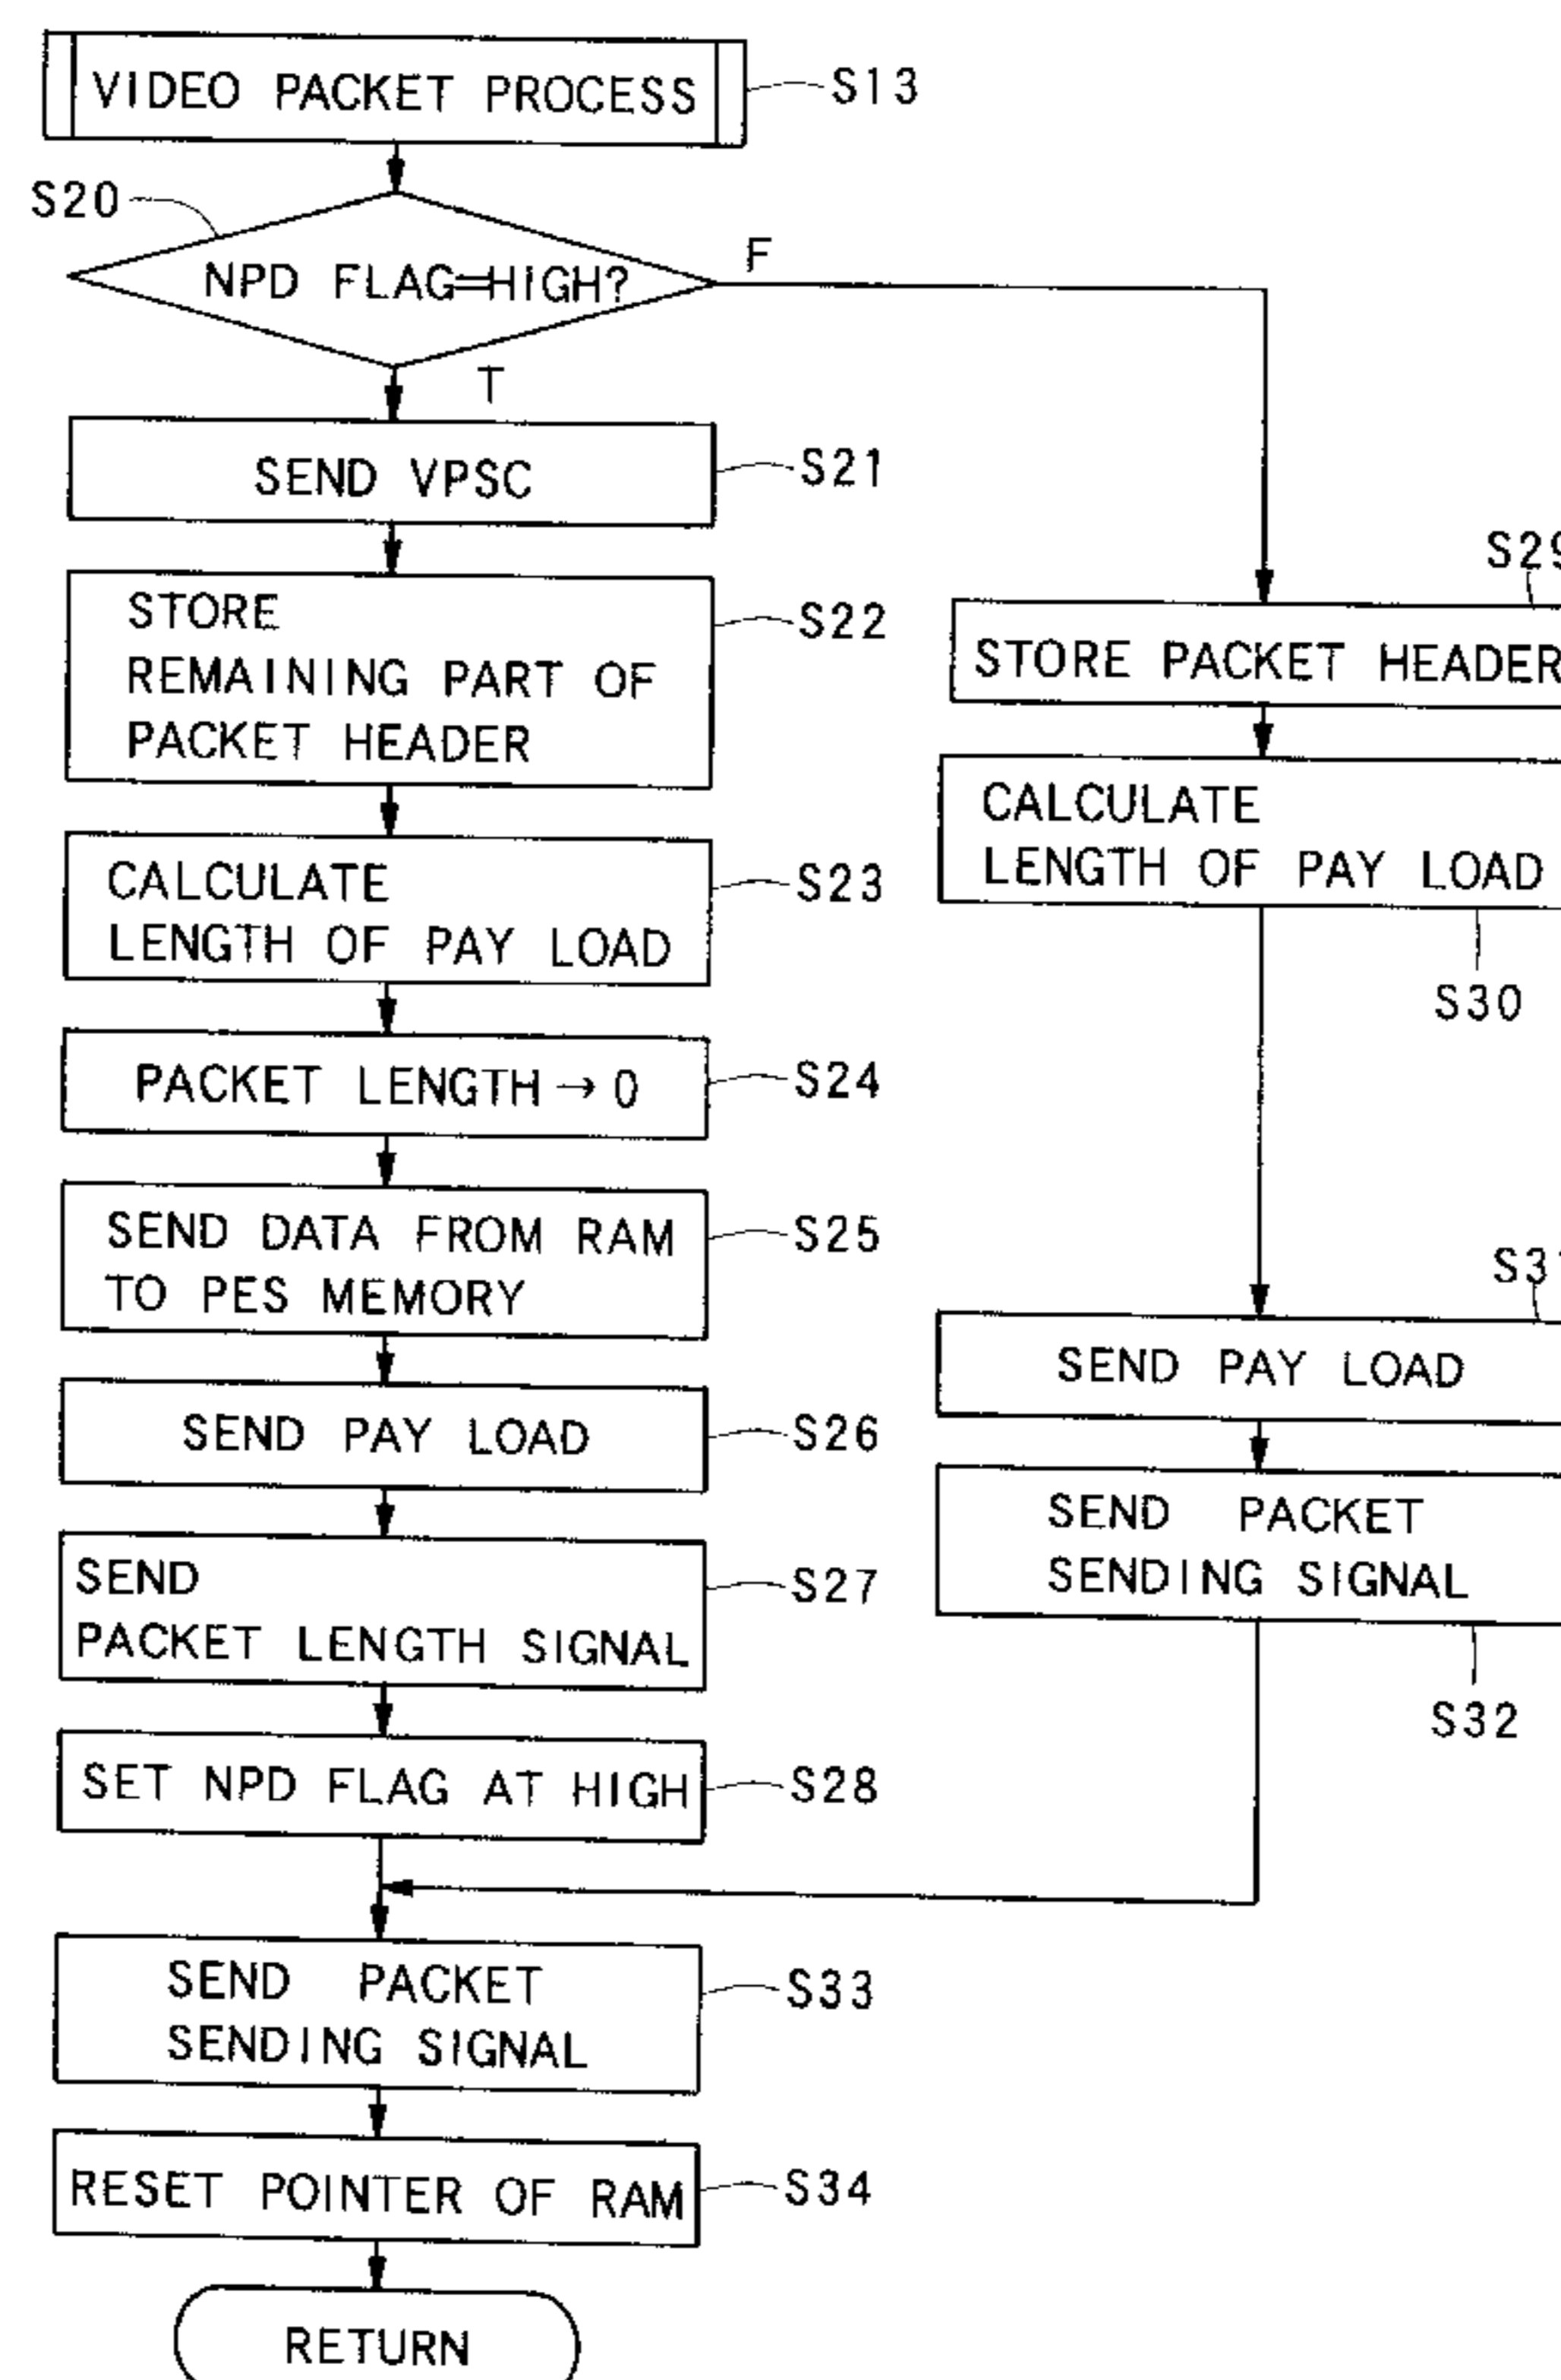 VIDEO PACKET PROCESS
S13
S20
NPD FLAG=HIGH?
F
T
SEND VPSC
S21
STORE
REMAINING PART OF
PACKET HEADER
S22
CALCULATE
LENGTH OF PAY LOAD
S23
PACKET LENGTH → 0
S24
SEND DATA FROM RAM
TO PES MEMORY
S25
SEND PAY LOAD
S26
SEND
PACKET LENGTH SIGNAL
S27
SET NPD FLAG AT HIGH
S28
S29
STORE PACKET HEADER
CALCULATE
LENGTH OF PAY LOAD
S30
S31
SEND PAY LOAD
SEND PACKET
SENDING SIGNAL
S32
SEND PACKET
SENDING SIGNAL
S33
RESET POINTER OF RAM
S34
RETURN